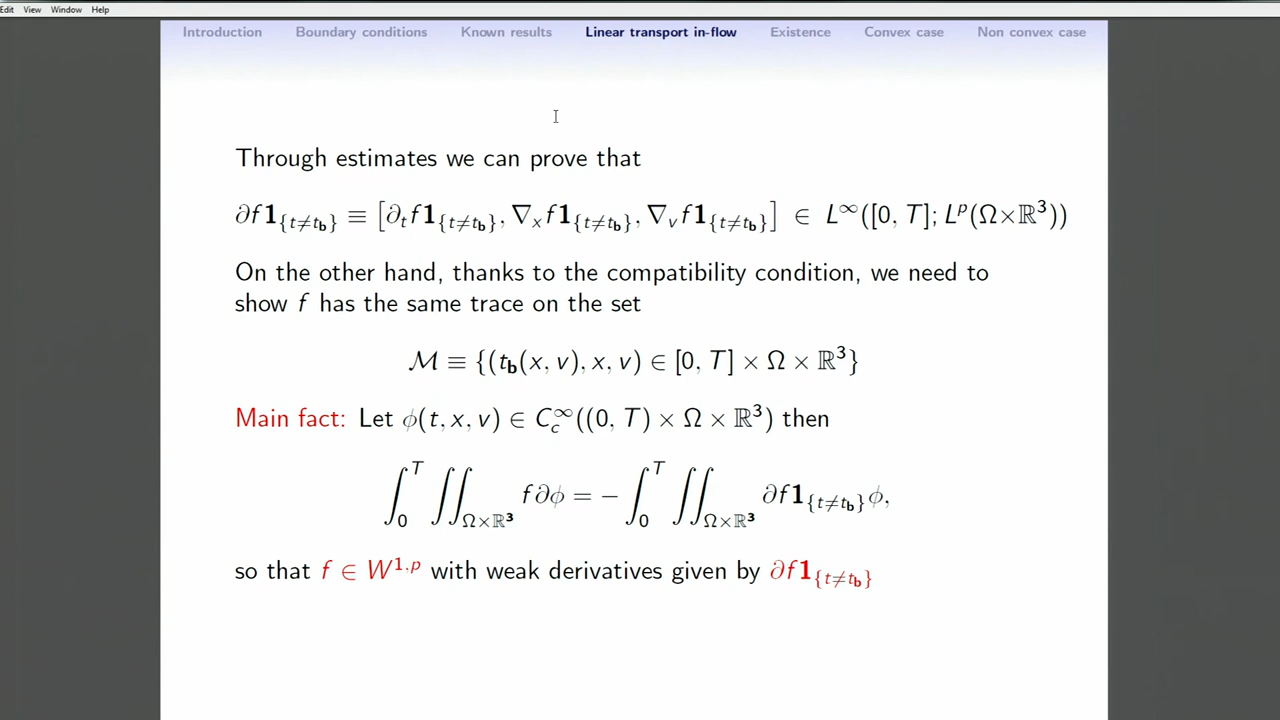 Edit View Window Help
Introduction Boundary conditions Known results Linear transport in-flow Existence Convex case Non convex case
Through estimates we can prove that
∂f𝟏_{t≠t_𝐛} ≡ [∂_t f𝟏_{t≠t_𝐛}, ∇_x f𝟏_{t≠t_𝐛}, ∇_v f𝟏_{t≠t_𝐛}] ∈ L^∞([0, T]; L^p(Ω×ℝ³))
On the other hand, thanks to the compatibility condition, we need to
show f has the same trace on the set
ℳ ≡ {(t_𝐛(x, v), x, v) ∈ [0, T] × Ω × ℝ³}
Main fact: Let ϕ(t, x, v) ∈ C_c^∞((0, T) × Ω × ℝ³) then
∫_0^T ∬_{Ω×ℝ³} f∂ϕ = − ∫_0^T ∬_{Ω×ℝ³} ∂f𝟏_{t≠t_𝐛}ϕ,
so that f ∈ W^{1.p} with weak derivatives given by ∂f𝟏_{t≠t_𝐛}